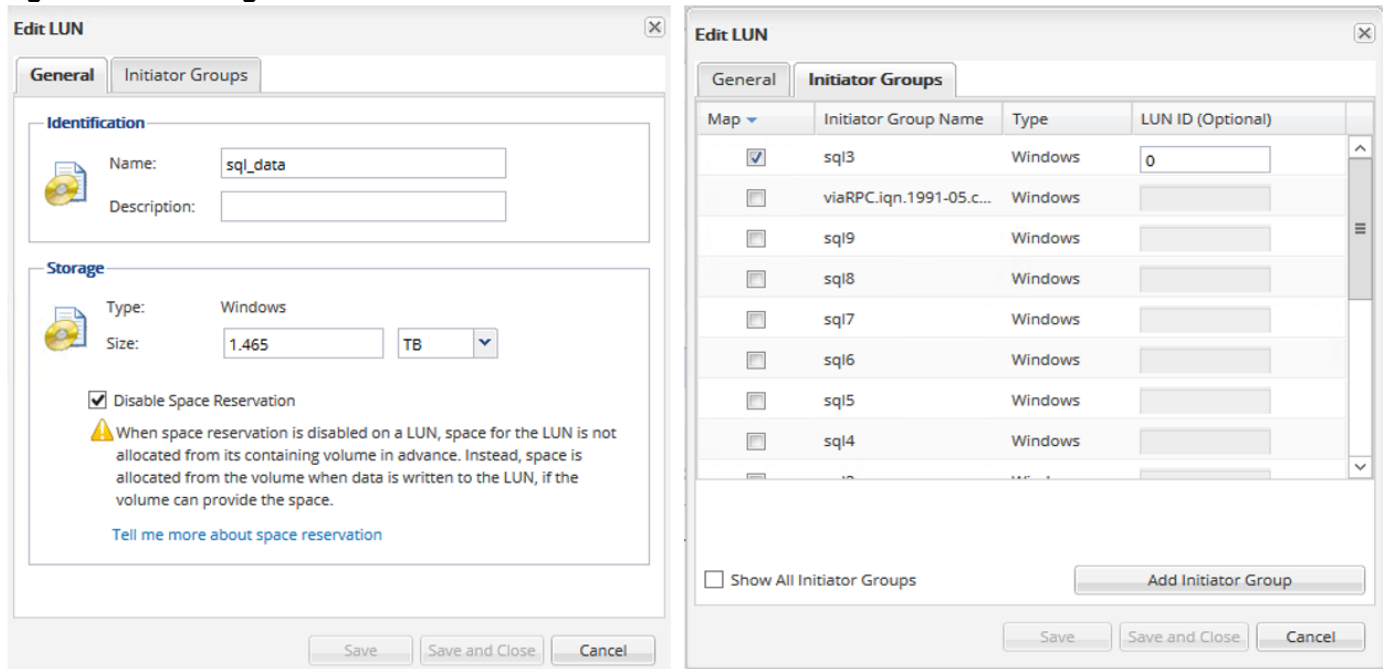 Edit LUN
General
Initiator Groups
Identification
Name:
sql_data
Description:
Storage
Type:
Windows
Size:
1.465
TB
Disable Space Reservation
When space reservation is disabled on a LUN, space for the LUN is not
allocated from its containing volume in advance. Instead, space is
allocated from the volume when data is written to the LUN, if the
volume can provide the space.
Tell me more about space reservation
Save
Save and Close
Cancel
Edit LUN
General
Initiator Groups
Map Initiator Group Name Type LUN ID (Optional)
sql3 Windows 0
viaRPC.iqn.1991-05.c... Windows
sql9 Windows
sql8 Windows
sql7 Windows
sql6 Windows
sql5 Windows
sql4 Windows
Show All Initiator Groups
Add Initiator Group
Save
Save and Close
Cancel